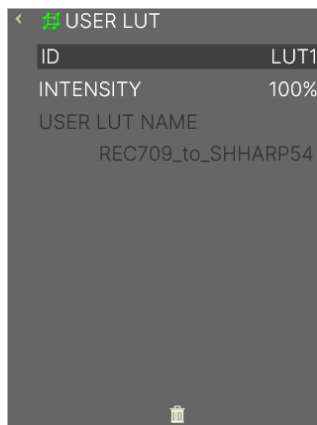 USER LUT
ID LUT1
INTENSITY 100%
USER LUT NAME
REC709_to_SHHARP54